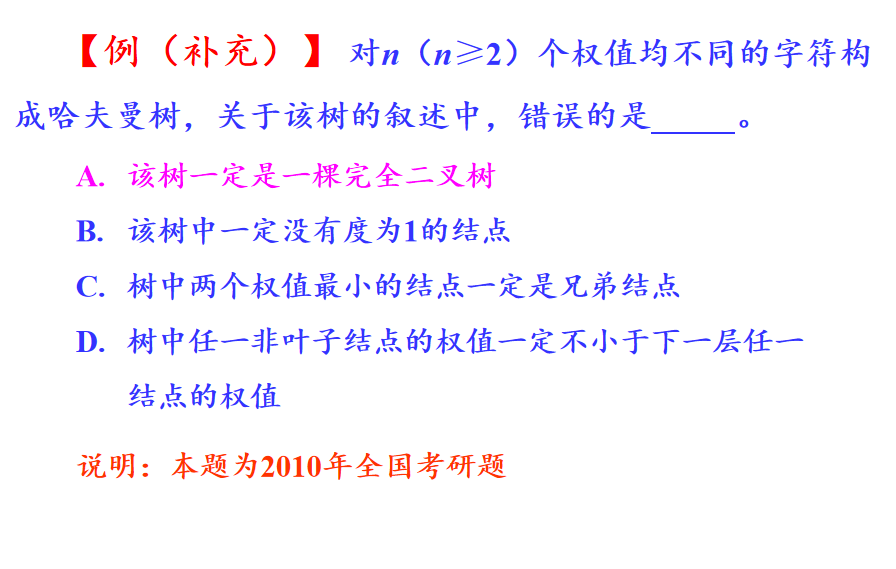 【例（补充）】对n（n≥2）个权值均不同的字符构
成哈夫曼树，关于该树的叙述中，错误的是_____。
A. 该树一定是一棵完全二叉树
B. 该树中一定没有度为1的结点
C. 树中两个权值最小的结点一定是兄弟结点
D. 树中任一非叶子结点的权值一定不小于下一层任一
结点的权值
说明：本题为2010年全国考研题